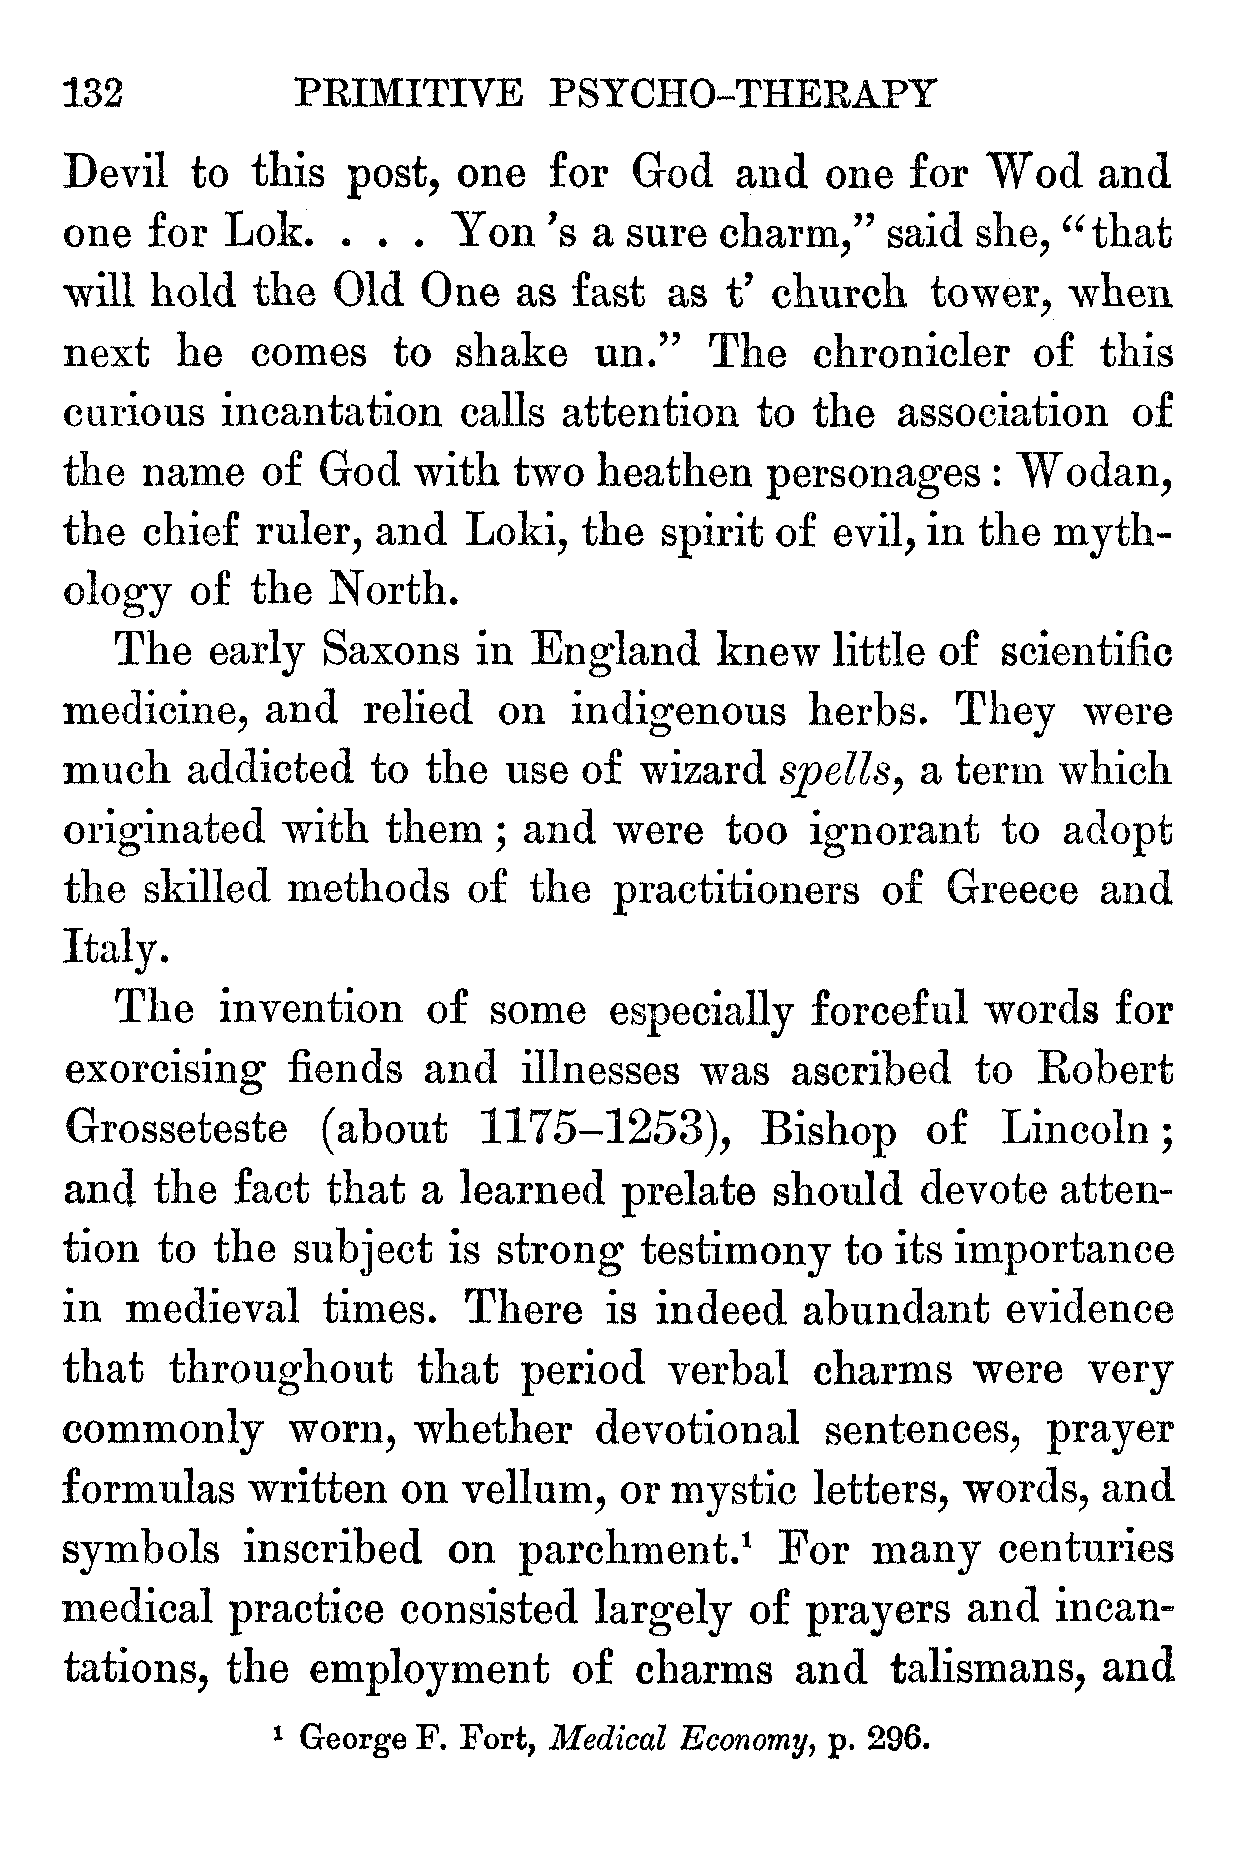 132 PRIMITIVE PSYCHO-THERAPY
Devil to this post, one for God and one for Wod and
one for Lok. . . . Yon 's a sure charm,” said she, “that
will hold the Old One as fast as t’ church tower, when
next he comes to shake un.” The chronicler of this
curious incantation calls attention to the association of
the name of God with two heathen personages : Wodan,
the chief ruler, and Loki, the spirit of evil, in the myth-
ology of the North.
The early Saxons in England knew little of scientific
medicine, and relied on indigenous herbs. They were
much addicted to the use of wizard spells, a term which
originated with them ; and were too ignorant to adopt
the skilled methods of the practitioners of Greece and
Italy.
The invention of some especially forceful words for
exorcising fiends and illnesses was ascribed to Robert
Grosseteste (about 1175–1253), Bishop of Lincoln ;
and the fact that a learned prelate should devote atten-
tion to the subject is strong testimony to its importance
in medieval times. There is indeed abundant evidence
that throughout that period verbal charms were very
commonly worn, whether devotional sentences, prayer
formulas written on vellum, or mystic letters, words, and
symbols inscribed on parchment.¹ For many centuries
medical practice consisted largely of prayers and incan-
tations, the employment of charms and talismans, and
¹ George F. Fort, Medical Economy, p. 296.